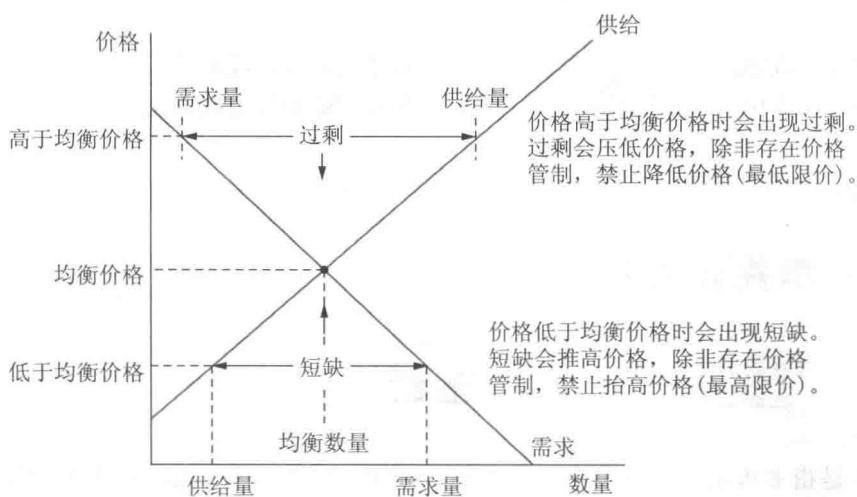 供给
价格
需求量
供给量
高于均衡价格
过剩
价格高于均衡价格时会出现过剩。
过剩会压低价格，除非存在价格
管制，禁止降低价格(最低限价)。
均衡价格
价格低于均衡价格时会出现短缺。
短缺会推高价格，除非存在价格
管制，禁止抬高价格(最高限价)。
低于均衡价格
短缺
均衡数量
需求
供给量
需求量
数量